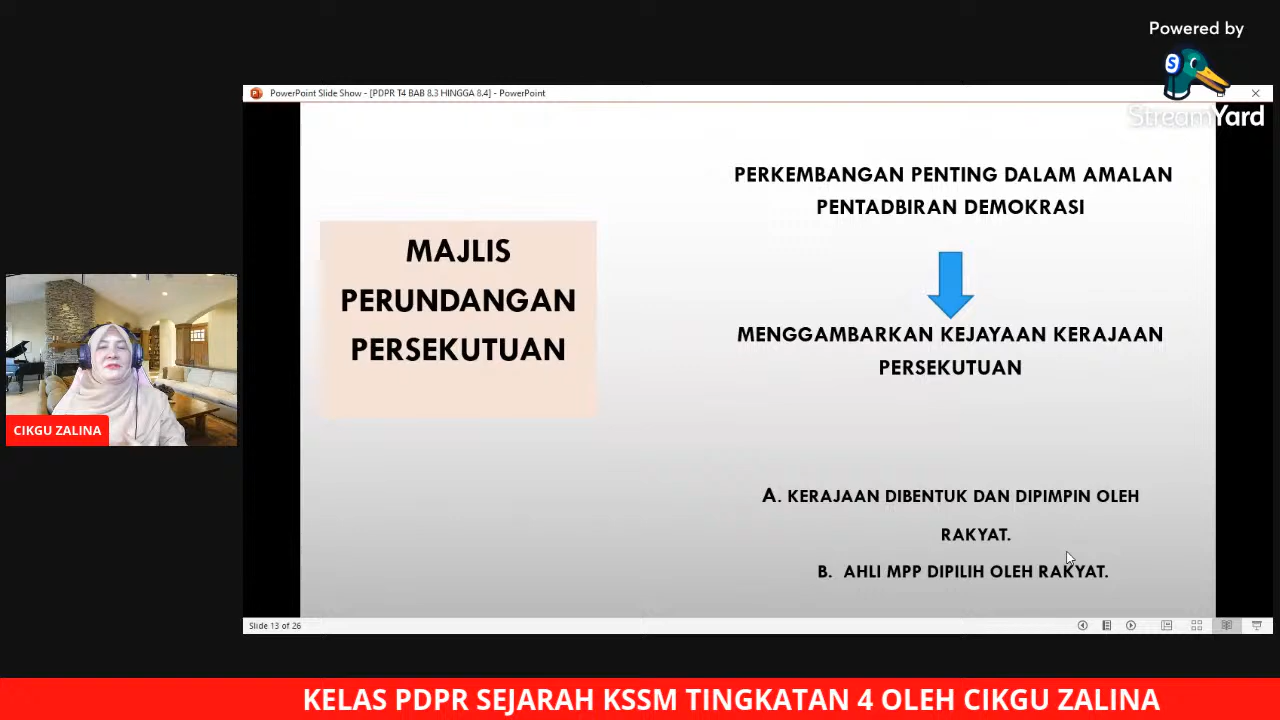 Powered by
StreamYard
PowerPoint Slide Show - [PDPR T4 BAB 8.3 HINGGA 8.4] - PowerPoint
MAJLIS
PERUNDANGAN
PERSEKUTUAN
PERKEMBANGAN PENTING DALAM AMALAN
PENTADBIRAN DEMOKRASI
MENGGAMBARKAN KEJAYAAN KERAJAAN
PERSEKUTUAN
A. KERAJAAN DIBENTUK DAN DIPIMPIN OLEH
RAKYAT.
B. AHLI MPP DIPILIH OLEH RAKYAT.
CIKGU ZALINA
Slide 13 of 26
KELAS PDPR SEJARAH KSSM TINGKATAN 4 OLEH CIKGU ZALINA